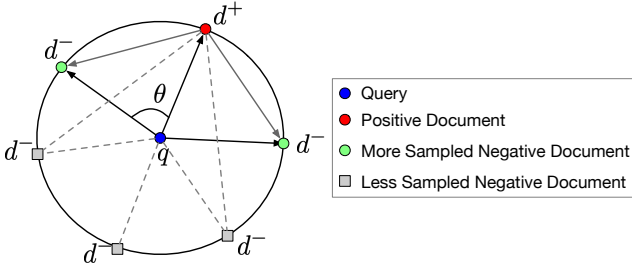 d⁺
d⁻
θ
d⁻
q
d⁻
d⁻
d⁻
Query
Positive Document
More Sampled Negative Document
Less Sampled Negative Document